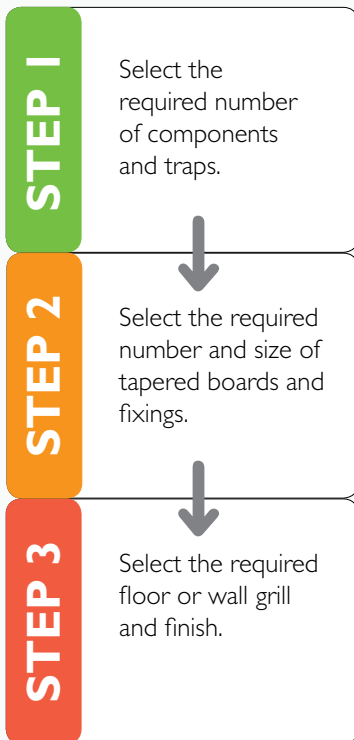 STEP 1
Select the
required number
of components
and traps.
STEP 2
Select the required
number and size of
tapered boards and
fixings.
STEP 3
Select the required
floor or wall grill
and finish.